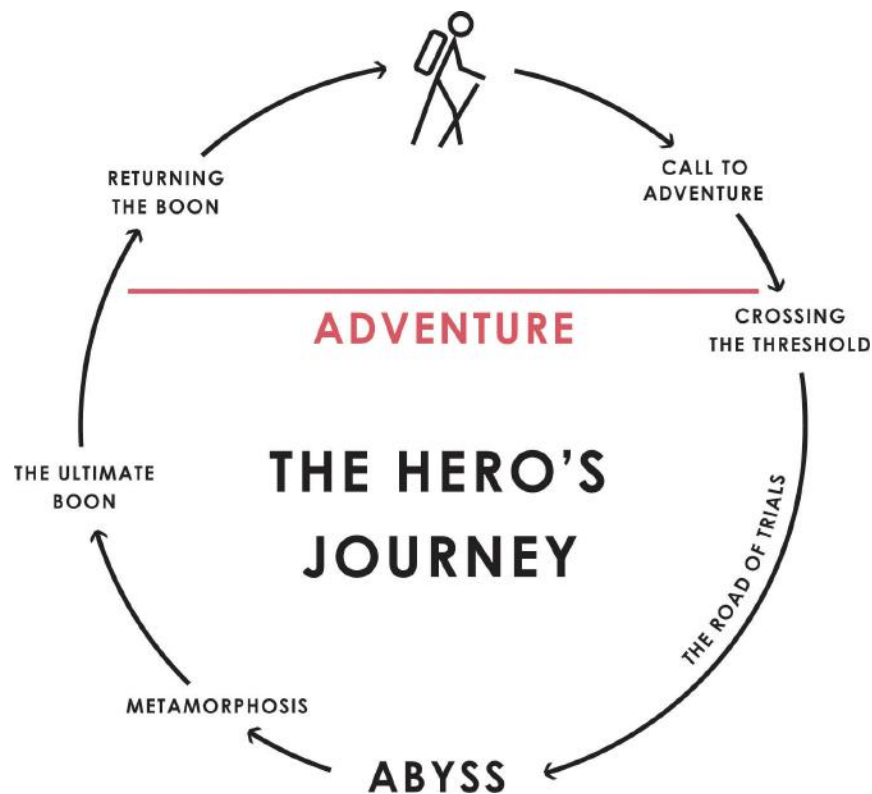 CALL TO
ADVENTURE
CROSSING
THE THRESHOLD
THE ROAD OF TRIALS
ABYSS
METAMORPHOSIS
THE ULTIMATE
BOON
RETURNING
THE BOON
ADVENTURE
THE HERO’S
JOURNEY